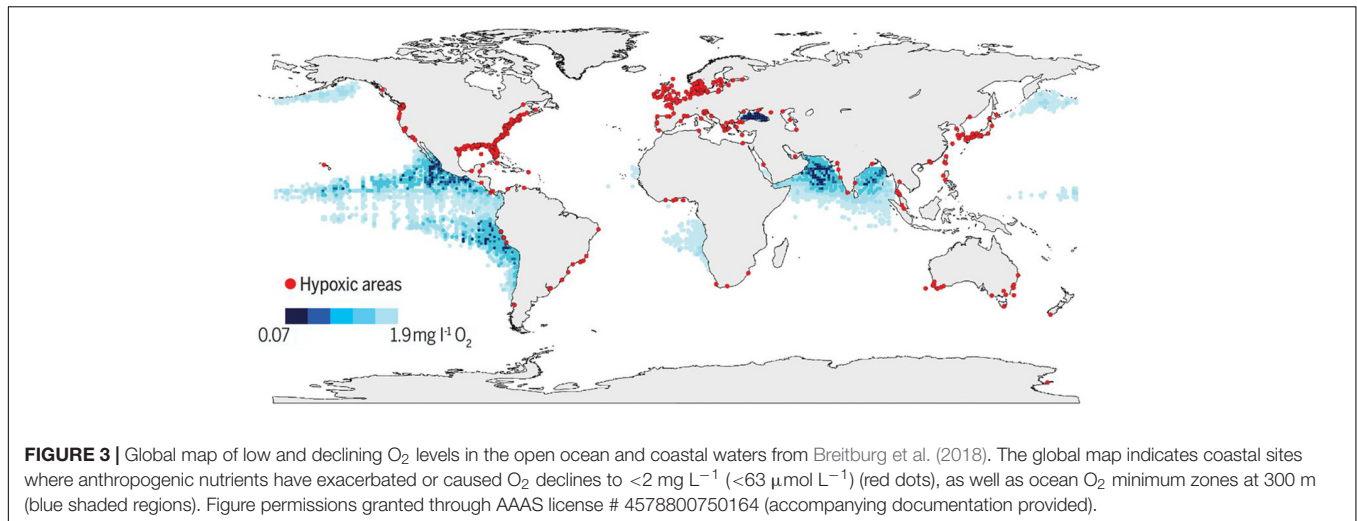 Hypoxic areas
0.07 1.9 mg l⁻¹ O₂
FIGURE 3 | Global map of low and declining O₂ levels in the open ocean and coastal waters from Breitburg et al. (2018). The global map indicates coastal sites
where anthropogenic nutrients have exacerbated or caused O₂ declines to <2 mg L⁻¹ (<63 μmol L⁻¹) (red dots), as well as ocean O₂ minimum zones at 300 m
(blue shaded regions). Figure permissions granted through AAAS license # 4578800750164 (accompanying documentation provided).